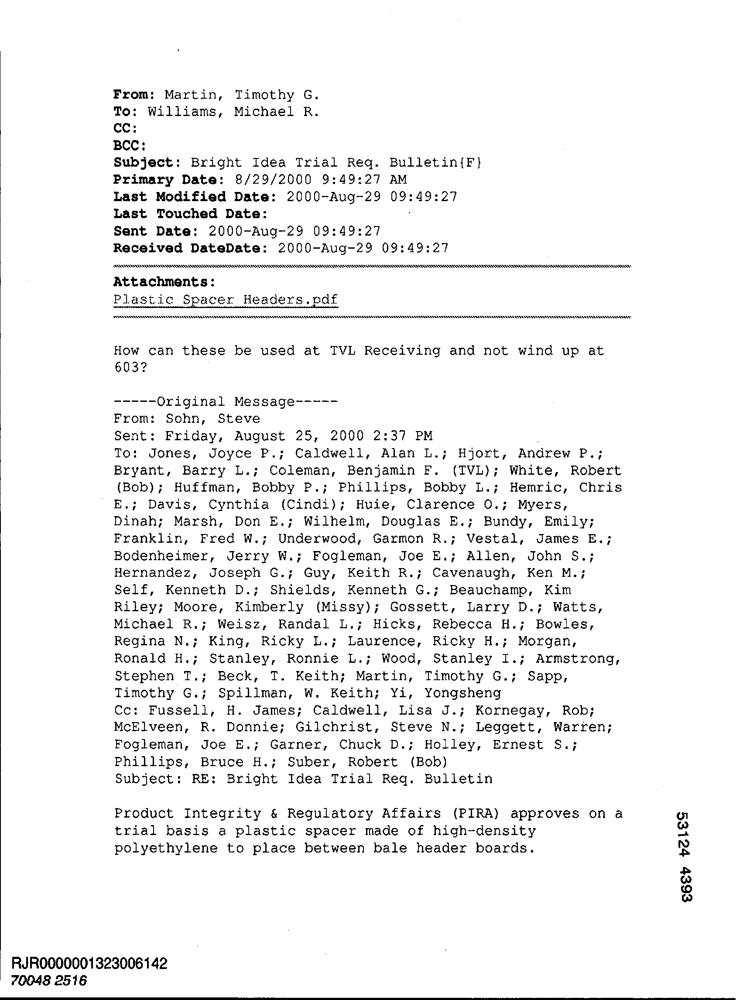 From: Martin, Timothy G.
To: Williams, Michael R.
CC:
BCC:
Subject: Bright Idea Trial Req. Bulletin{F}
Primary Date: 8/29/2000 9:49:27 AM
Last Modified Date: 2000-Aug-29 09:49:27
Last Touched Date:
Sent Date: 2000-Aug-29 09:49:27
Received DateDate: 2000-Aug-29 09:49:27
Attachments:
Plastic Spacer Headers.pdf
How can these be used at TVL Receiving and not wind up at
603?
-----Original Message-----
From: Sohn, Steve
Sent: Friday, August 25, 2000 2:37 PM
To: Jones, Joyce P.; Caldwell, Alan L.; Hjort, Andrew P.;
Bryant, Barry L.; Coleman, Benjamin F. (TVL); White, Robert
(Bob); Huffman, Bobby P.; Phillips, Bobby L.; Hemric, Chris
E.; Davis, Cynthia (Cindi); Huie, Clarence O.; Myers,
Dinah; Marsh, Don E.; Wilhelm, Douglas E.; Bundy, Emily;
Franklin, Fred W.; Underwood, Garmon R.; Vestal, James E.;
Bodenheimer, Jerry W.; Fogleman, Joe E.; Allen, John S.;
Hernandez, Joseph G.; Guy, Keith R.; Cavenaugh, Ken M.;
Self, Kenneth D.; Shields, Kenneth G.; Beauchamp, Kim
Riley; Moore, Kimberly (Missy); Gossett, Larry D.; Watts,
Michael R.; Weisz, Randal L.; Hicks, Rebecca H.; Bowles,
Regina N.; King, Ricky L.; Laurence, Ricky H.; Morgan,
Ronald H.; Stanley, Ronnie L.; Wood, Stanley I.; Armstrong,
Stephen T.; Beck, T. Keith; Martin, Timothy G.; Sapp,
Timothy G.; Spillman, W. Keith; Yi, Yongsheng
Cc: Fussell, H. James; Caldwell, Lisa J.; Kornegay, Rob;
McElveen, R. Donnie; Gilchrist, Steve N.; Leggett, Warren;
Fogleman, Joe E.; Garner, Chuck D.; Holley, Ernest S.;
Phillips, Bruce H.; Suber, Robert (Bob)
Subject: RE: Bright Idea Trial Req. Bulletin
Product Integrity & Regulatory Affairs (PIRA) approves on a
trial basis a plastic spacer made of high-density
polyethylene to place between bale header boards.
53124 4393
RJR0000001323006142
70048 2516